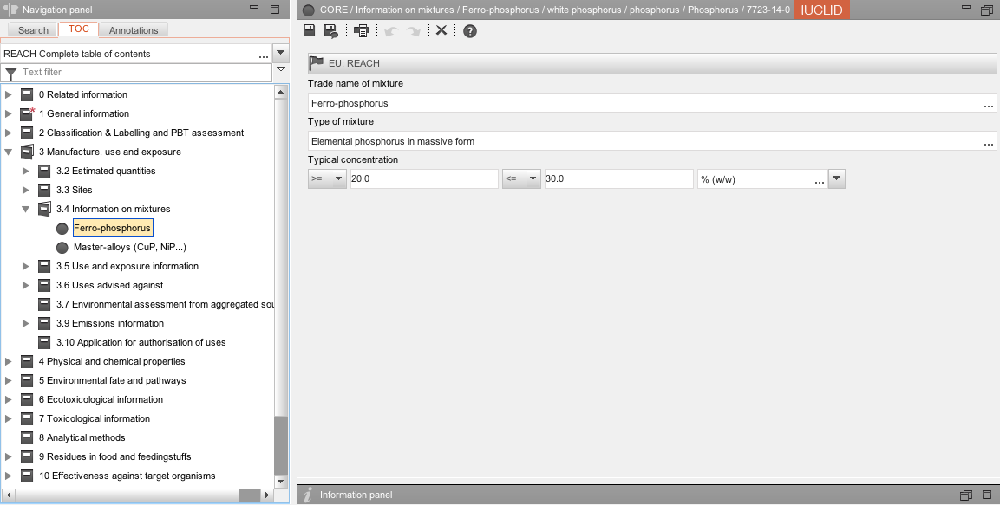 Navigation panel
Search TOC Annotations
REACH Complete table of contents ...
Text filter
0 Related information
* 1 General information
2 Classification & Labelling and PBT assessment
3 Manufacture, use and exposure
3.2 Estimated quantities
3.3 Sites
3.4 Information on mixtures
Ferro-phosphorus
Master-alloys (CuP, NiP...)
3.5 Use and exposure information
3.6 Uses advised against
3.7 Environmental assessment from aggregated sou
3.9 Emissions information
3.10 Application for authorisation of uses
4 Physical and chemical properties
5 Environmental fate and pathways
6 Ecotoxicological information
7 Toxicological information
8 Analytical methods
9 Residues in food and feedingstuffs
10 Effectiveness against target organisms
CORE / Information on mixtures / Ferro-phosphorus / white phosphorus / phosphorus / Phosphorus / 7723-14-0 IUCLID
?
EU: REACH
Trade name of mixture
Ferro-phosphorus ...
Type of mixture
Elemental phosphorus in massive form ...
Typical concentration
>= 20.0 <= 30.0 % (w/w) ...
i Information panel